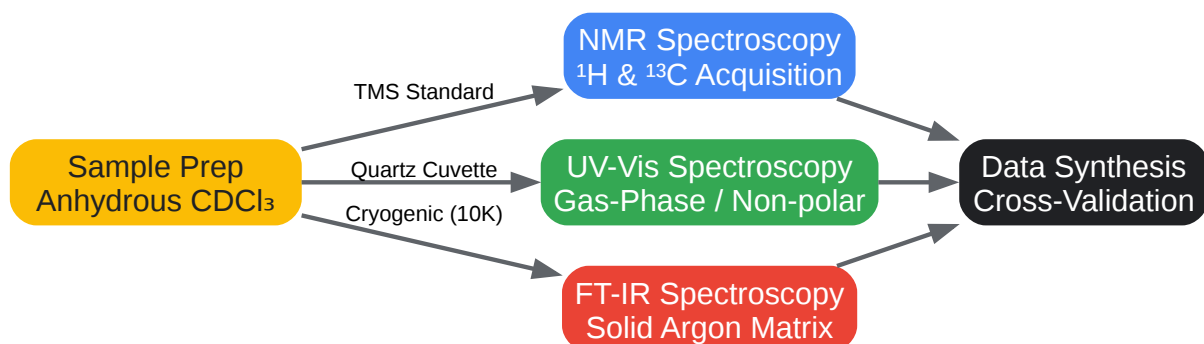 Sample Prep
Anhydrous CDCl₃
TMS Standard
Quartz Cuvette
Cryogenic (10K)
NMR Spectroscopy
¹H & ¹³C Acquisition
UV-Vis Spectroscopy
Gas-Phase / Non-polar
FT-IR Spectroscopy
Solid Argon Matrix
Data Synthesis
Cross-Validation